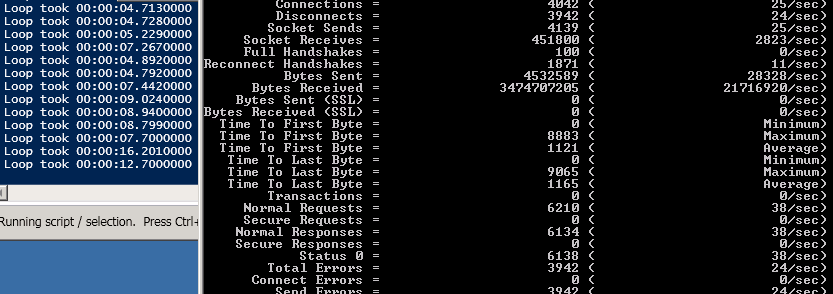 Loop took 00:00:04.7130000
Loop took 00:00:04.7280000
Loop took 00:00:05.2290000
Loop took 00:00:07.2670000
Loop took 00:00:04.8920000
Loop took 00:00:04.7920000
Loop took 00:00:07.4420000
Loop took 00:00:09.0240000
Loop took 00:00:08.9400000
Loop took 00:00:08.7990000
Loop took 00:00:07.7000000
Loop took 00:00:16.2010000
Loop took 00:00:12.7000000
Running script / selection. Press Ctrl+
Connections = 4042 ( 25/sec)
Disconnects = 3942 ( 24/sec)
Socket Sends = 4139 ( 25/sec)
Socket Receives = 451800 ( 2823/sec)
Full Handshakes = 100 ( 0/sec)
Reconnect Handshakes = 1871 ( 11/sec)
Bytes Sent = 4532589 ( 28328/sec)
Bytes Received = 3474707205 ( 21716920/sec)
Bytes Sent (SSL) = 0 ( 0/sec)
Bytes Received (SSL) = 0 ( 0/sec)
Time To First Byte = 0 ( Minimum)
Time To First Byte = 8883 ( Maximum)
Time To First Byte = 1121 ( Average)
Time To Last Byte = 0 ( Minimum)
Time To Last Byte = 9065 ( Maximum)
Time To Last Byte = 1165 ( Average)
Transactions = 0 ( 0/sec)
Normal Requests = 6210 ( 38/sec)
Secure Requests = 0 ( 0/sec)
Normal Responses = 6134 ( 38/sec)
Secure Responses = 0 ( 0/sec)
Status 0 = 6138 ( 38/sec)
Total Errors = 3942 ( 24/sec)
Connect Errors = 0 ( 0/sec)
Send Errors = 3942 ( 24/sec)